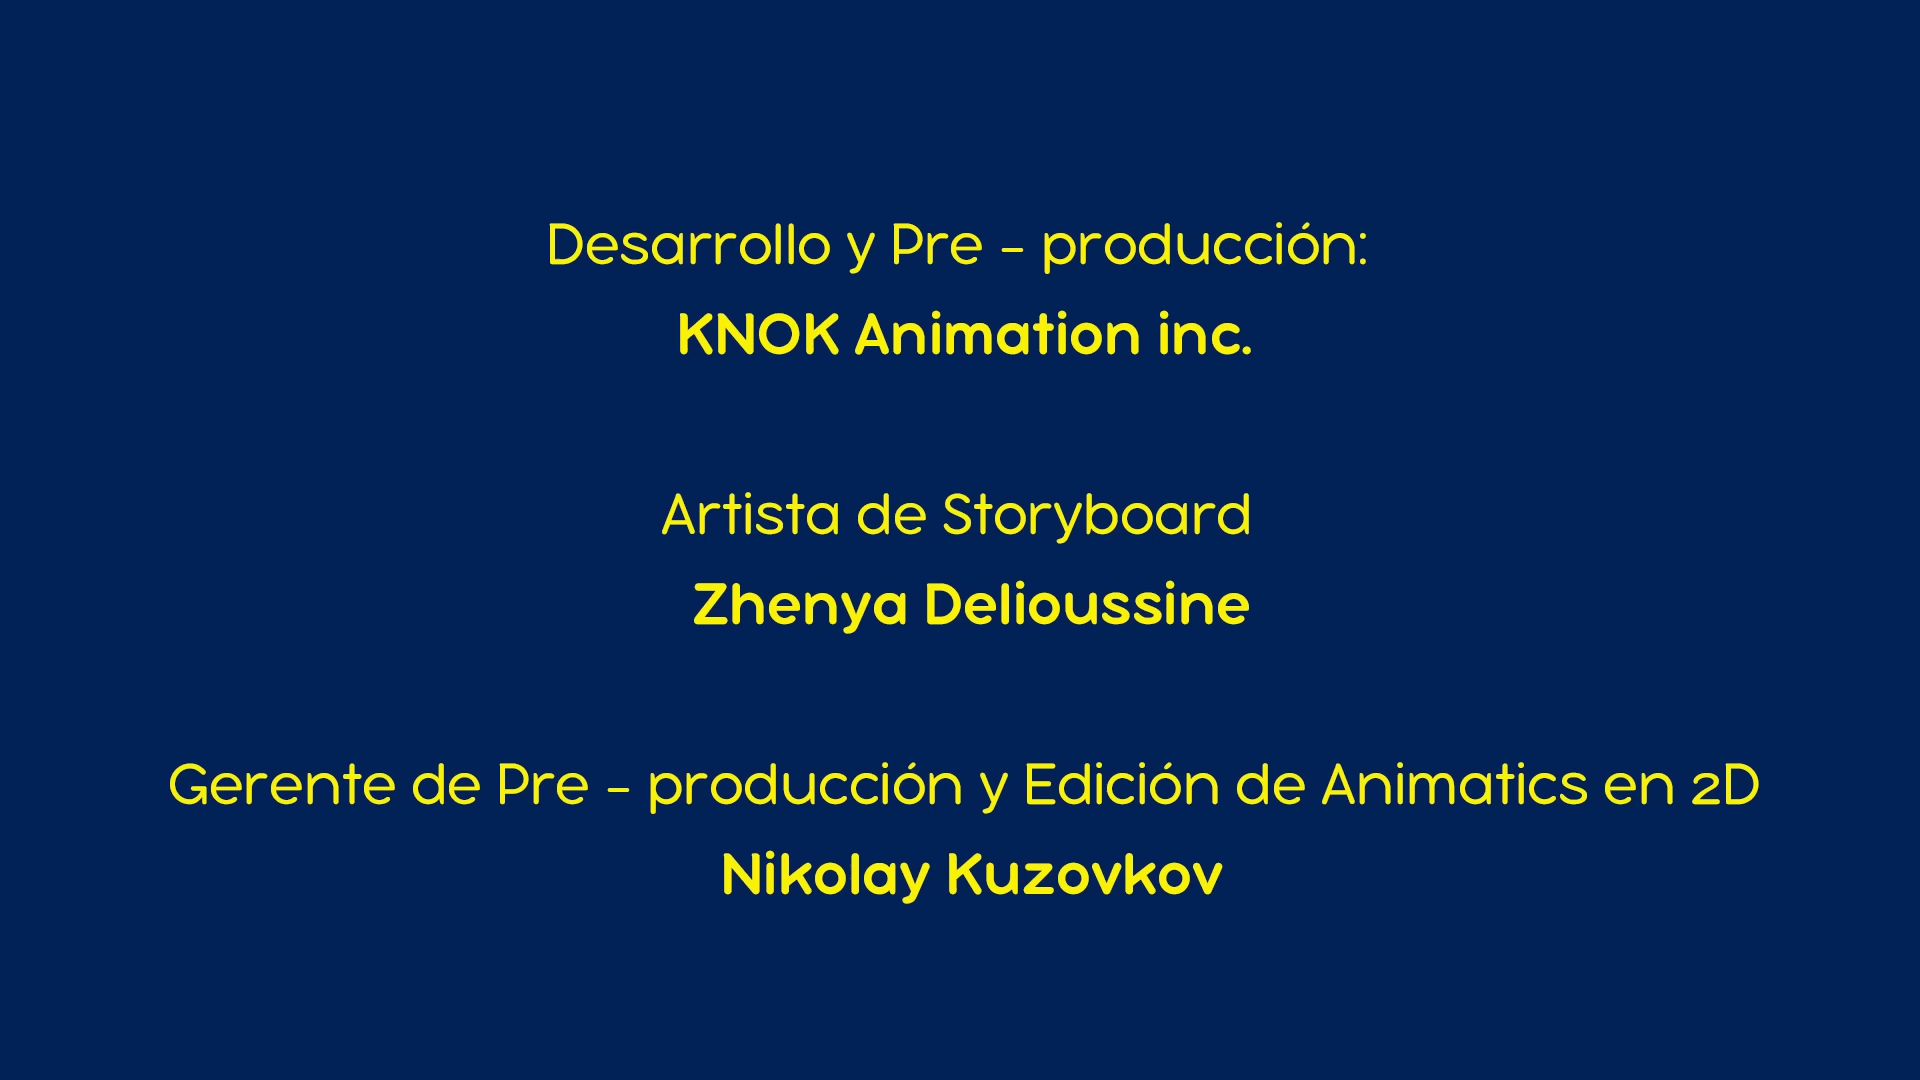 Desarrollo y Pre - producción:
KNOK Animation inc.
Artista de Storyboard
Zhenya Delioussine
Gerente de Pre - producción y Edición de Animatics en 2D
Nikolay Kuzovkov